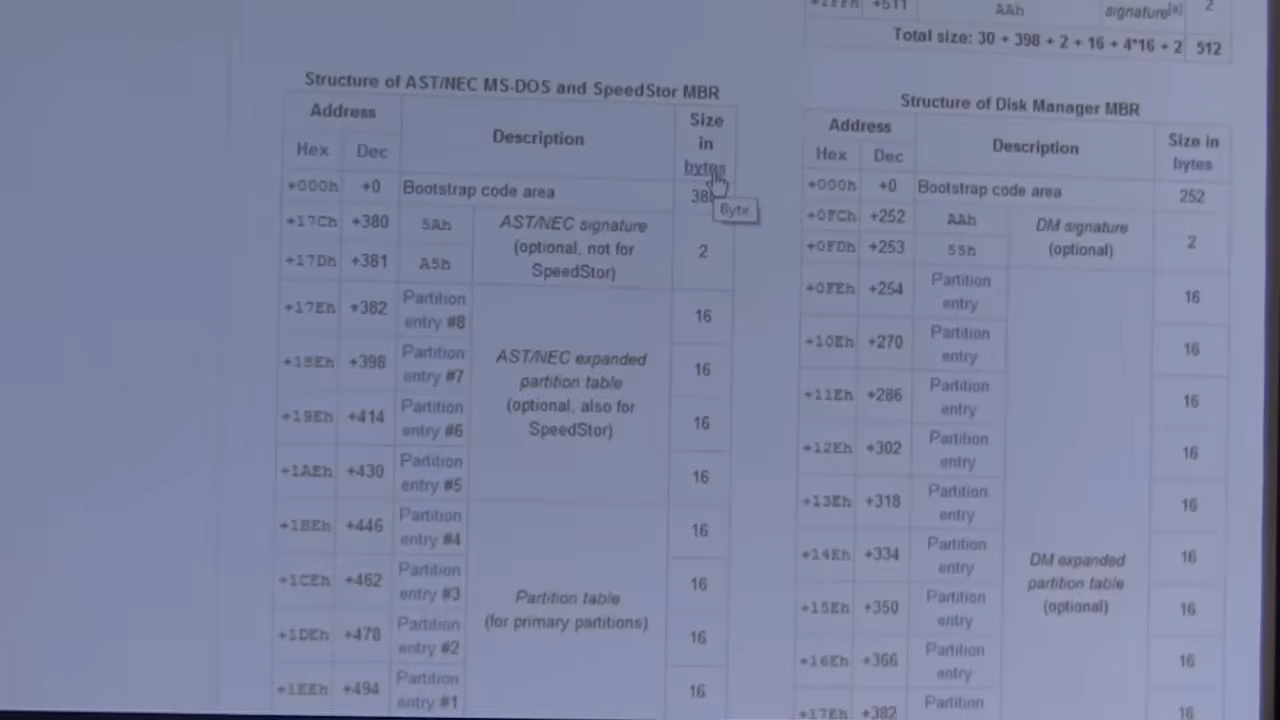 +511
AAh
signature[a]
2
Total size: 30 + 398 + 2 + 16 + 4*16 + 2
512
Structure of AST/NEC MS-DOS and SpeedStor MBR
Address
Description
Size
in
bytes
Hex
Dec
+000h
+0
Bootstrap code area
Byte
+17Ch
+380
5Ah
AST/NEC signature
(optional, not for
SpeedStor)
2
+17Dh
+381
A5h
+17Eh
+382
Partition
entry #8
AST/NEC expanded
partition table
(optional, also for
SpeedStor)
16
+18Eh
+398
Partition
entry #7
16
+19Eh
+414
Partition
entry #6
16
+1AEh
+430
Partition
entry #5
16
+1BEh
+446
Partition
entry #4
Partition table
(for primary partitions)
16
+1CEh
+462
Partition
entry #3
16
+1DEh
+478
Partition
entry #2
16
+1EEh
+494
Partition
entry #1
16
Structure of Disk Manager MBR
Address
Description
Size in
bytes
Hex
Dec
+000h
+0
Bootstrap code area
252
+0FCh
+252
AAh
DM signature
(optional)
2
+0FDh
+253
55h
+0FEh
+254
Partition
entry
DM expanded
partition table
(optional)
16
+10Eh
+270
Partition
entry
16
+11Eh
+286
Partition
entry
16
+12Eh
+302
Partition
entry
16
+13Eh
+318
Partition
entry
16
+14Eh
+334
Partition
entry
16
+15Eh
+350
Partition
entry
16
+16Eh
+366
Partition
entry
16
+17Eh
+382
Partition
16